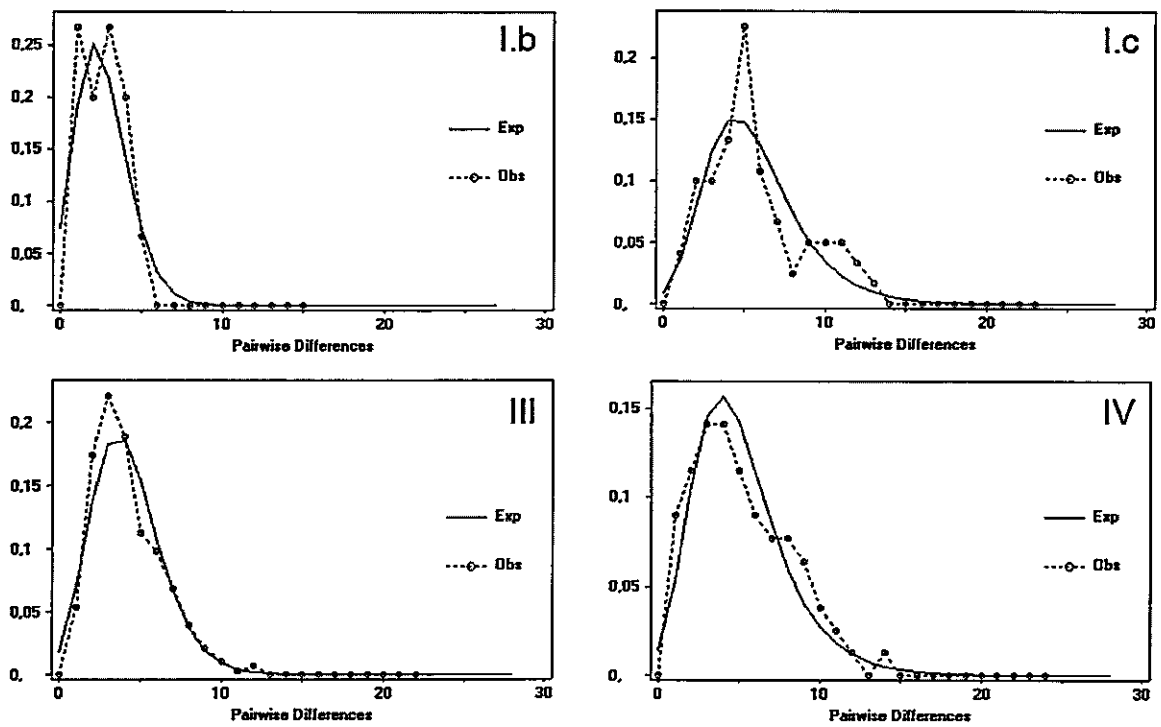 I.b
0,25
0,2
0,15
0,1
0,05
0,
Exp
Obs
0 10 20 30
Pairwise Differences
I.c
0,2
0,15
0,1
0,05
0,
Exp
Obs
0 10 20 30
Pairwise Differences
III
0,2
0,15
0,1
0,05
0,
Exp
Obs
0 10 20 30
Pairwise Differences
IV
0,15
0,1
0,05
0,
Exp
Obs
0 10 20 30
Pairwise Differences